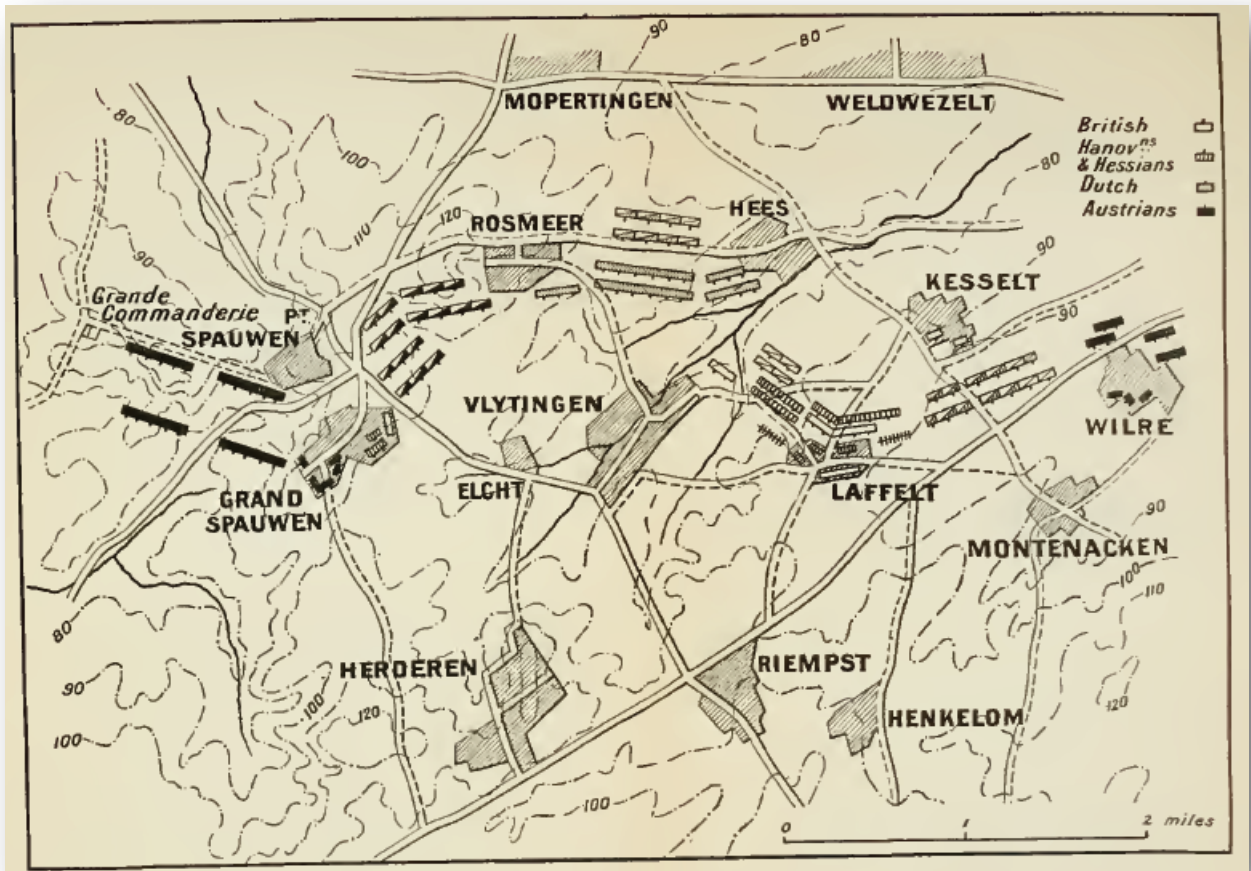 90
80
MOPERTINGEN
WELDWEZELT
British
Hanov.ns
& Hessians
Dutch
Austrians
80
100
80
120
ROSMEER
HEES
110
90
90
KESSELT
Grande
Commanderie
PT
SPAUWEN
90
VLYTINGEN
WILRE
ELCHT
LAFFELT
GRAND
SPAUWEN
90
MONTENACKEN
100
110
80
HERDEREN
RIEMPST
90
100
120
120
HENKELOM
100
100
0 1 2 miles